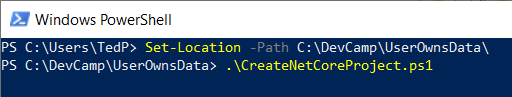 Windows PowerShell
PS C:\Users\TedP> Set-Location -Path C:\DevCamp\UserOwnsData\
PS C:\DevCamp\UserOwnsData> .\CreateNetCoreProject.ps1